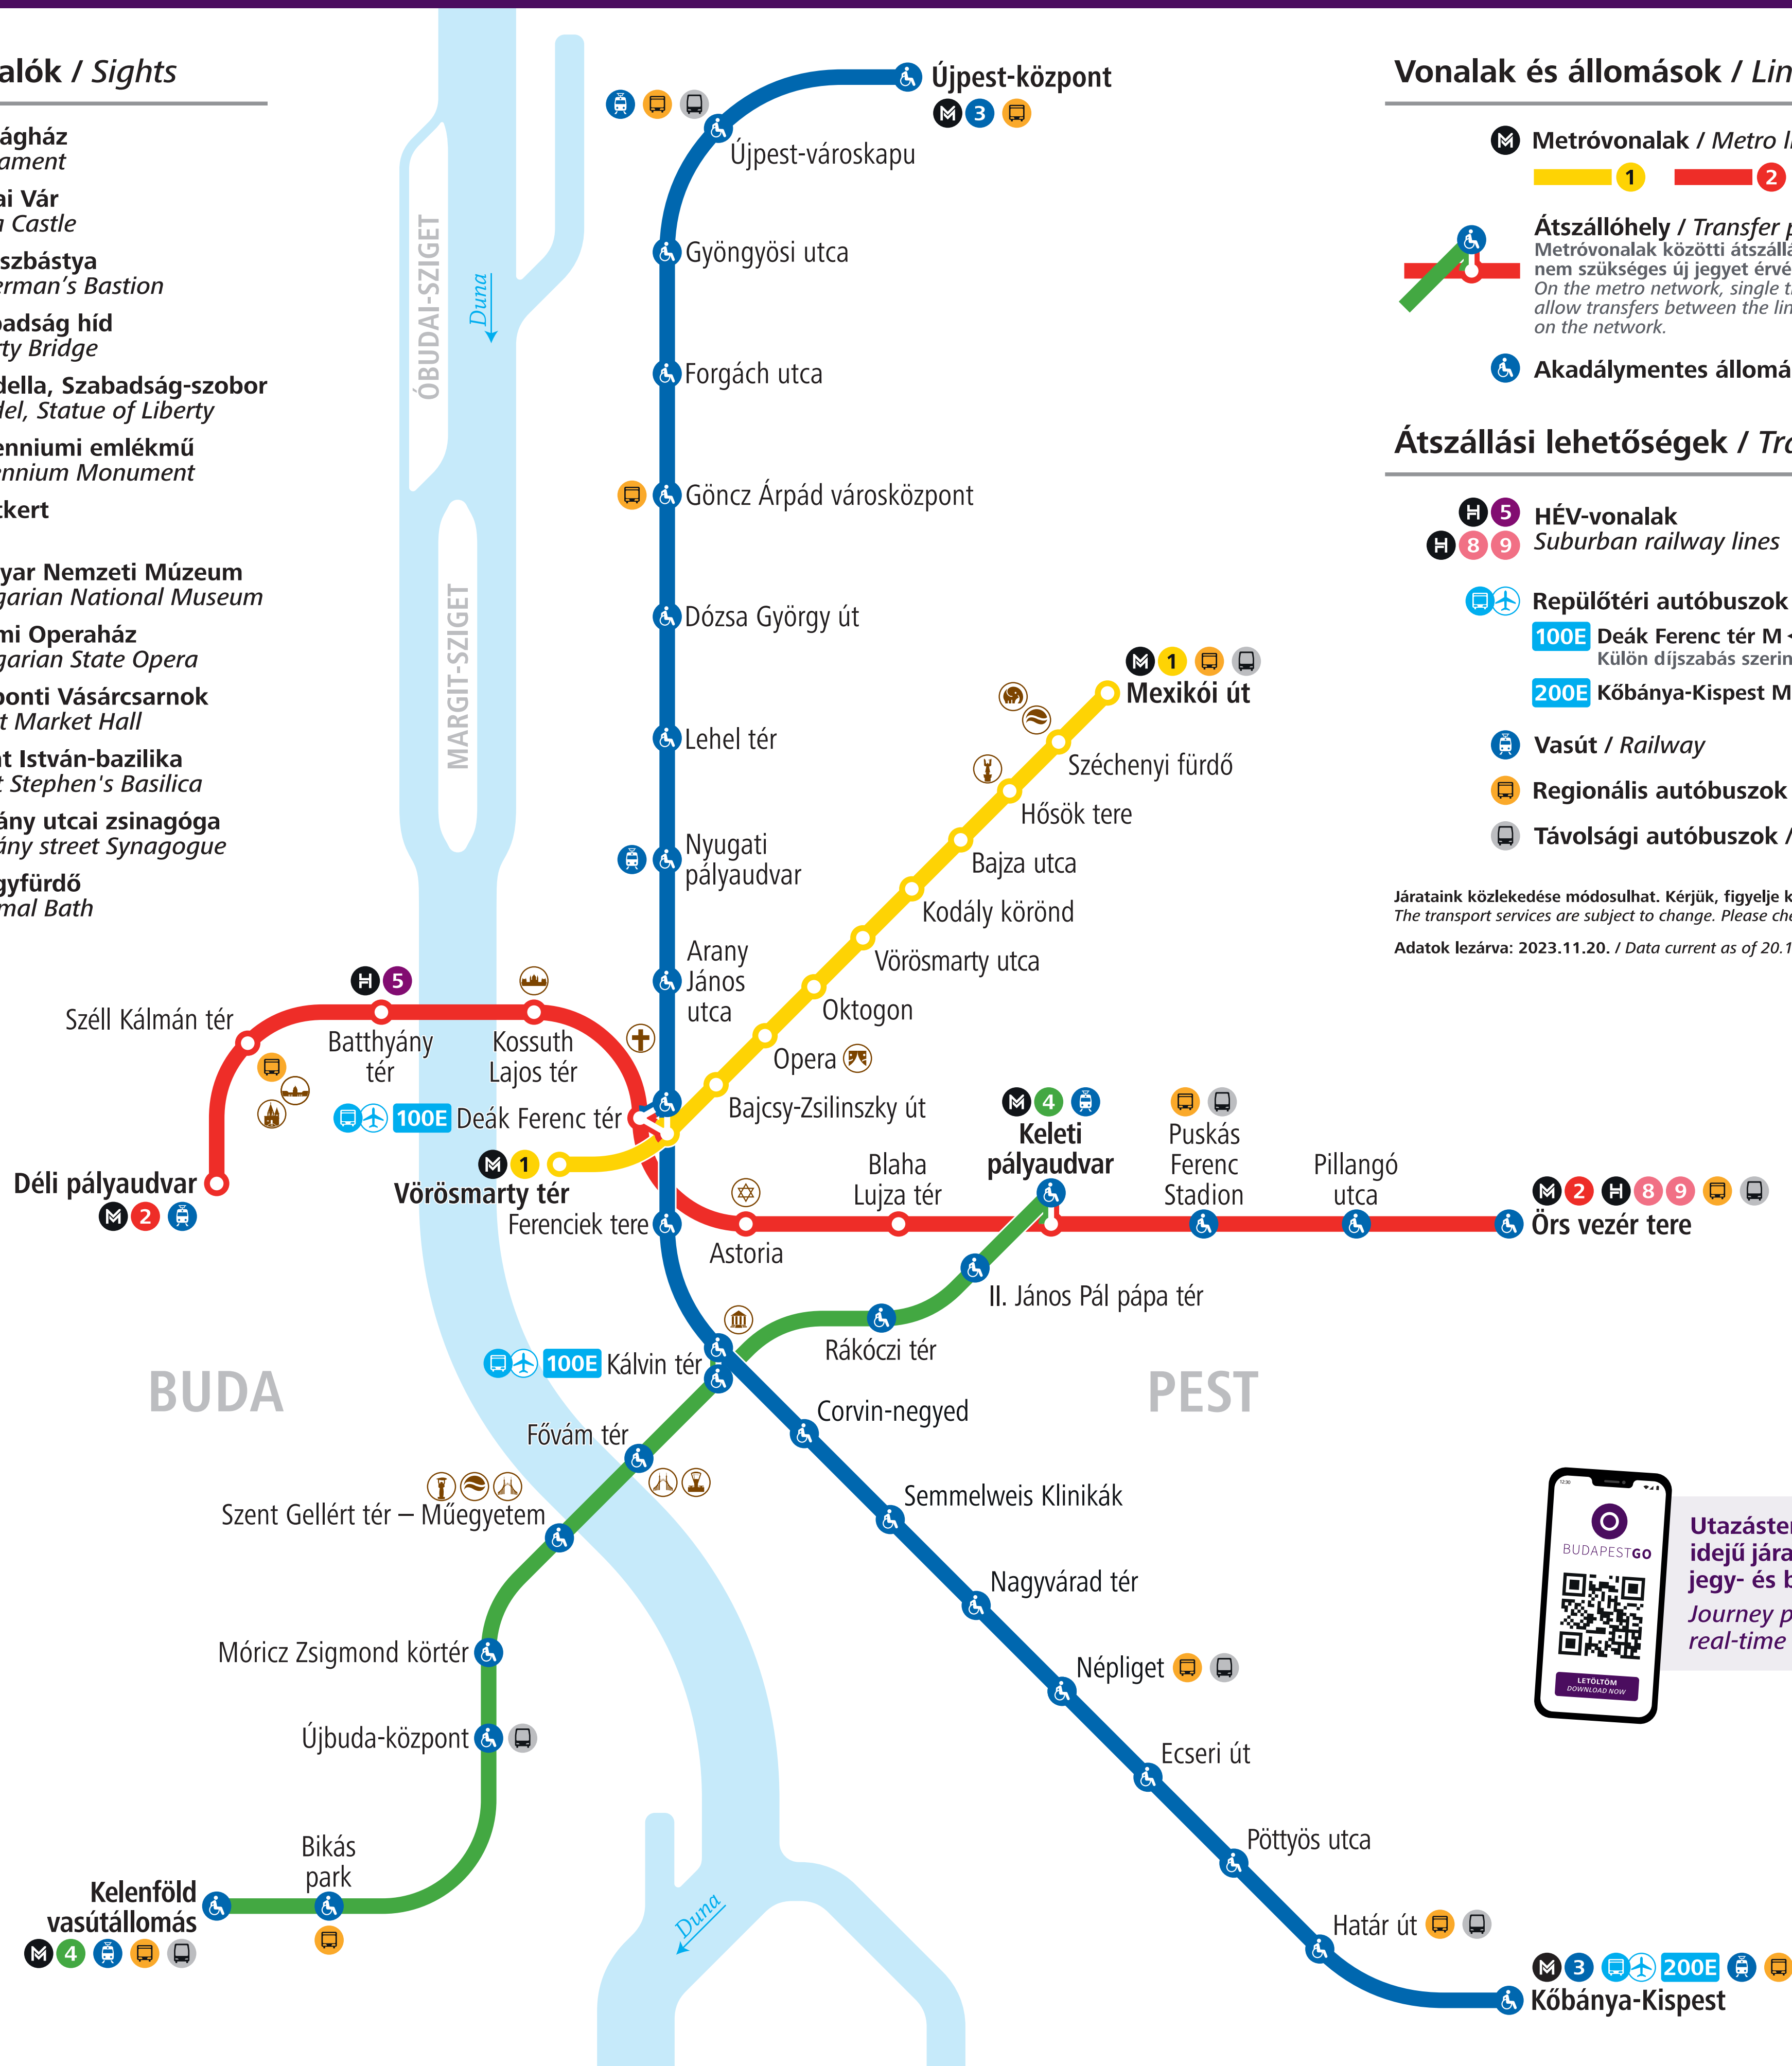 alók / Sights
ságház
ament
ai Vár
a Castle
szbástya
erman’s Bastion
badság híd
rty Bridge
della, Szabadság-szobor
del, Statue of Liberty
enniumi emlékmű
ennium Monument
tkert
yar Nemzeti Múzeum
garian National Museum
mi Operaház
garian State Opera
ponti Vásárcsarnok
t Market Hall
nt István-bazilika
t Stephen's Basilica
ány utcai zsinagóga
ány street Synagogue
gyfürdő
mal Bath
ÓBUDAI-SZIGET
Duna
MARGIT-SZIGET
Újpest-központ
3
Újpest-városkapu
Gyöngyösi utca
Forgách utca
Göncz Árpád városközpont
Dózsa György út
Lehel tér
Nyugati
pályaudvar
Arany
János
utca
1
Mexikói út
Széchenyi fürdő
Hősök tere
Bajza utca
Kodály körönd
Vörösmarty utca
Oktogon
Opera
Bajcsy-Zsilinszky út
H 5
Széll Kálmán tér
Batthyány
tér
Kossuth
Lajos tér
100E Deák Ferenc tér
1
Vörösmarty tér
Déli pályaudvar
2
Ferenciek tere
Astoria
Blaha
Lujza tér
4
Keleti
pályaudvar
Puskás
Ferenc
Stadion
Pillangó
utca
2 H 8 9
Örs vezér tere
II. János Pál pápa tér
Rákóczi tér
100E Kálvin tér
BUDA
PEST
Fővám tér
Corvin-negyed
Szent Gellért tér – Műegyetem
Semmelweis Klinikák
Móricz Zsigmond körtér
Nagyvárad tér
Újbuda-központ
Népliget
Ecseri út
Bikás
park
Pöttyös utca
Kelenföld
vasútállomás
4
Duna
Határ út
3 200E
Kőbánya-Kispest
Vonalak és állomások / Lin
Metróvonalak / Metro li
1 2
Átszállóhely / Transfer p
Metróvonalak közötti átszállá
nem szükséges új jegyet érvé
On the metro network, single ti
allow transfers between the lin
on the network.
Akadálymentes állomá
Átszállási lehetőségek / Tra
H 5
H 8 9
HÉV-vonalak
Suburban railway lines
Repülőtéri autóbuszok
100E Deák Ferenc tér M
Külön díjszabás szerin
200E Kőbánya-Kispest M
Vasút / Railway
Regionális autóbuszok
Távolsági autóbuszok /
Járataink közlekedése módosulhat. Kérjük, figyelje k
The transport services are subject to change. Please che
Adatok lezárva: 2023.11.20. / Data current as of 20.1
12:30
BUDAPESTGO
LETÖLTÖM
DOWNLOAD NOW
Utazáster
idejű jára
jegy- és b
Journey p
real-time